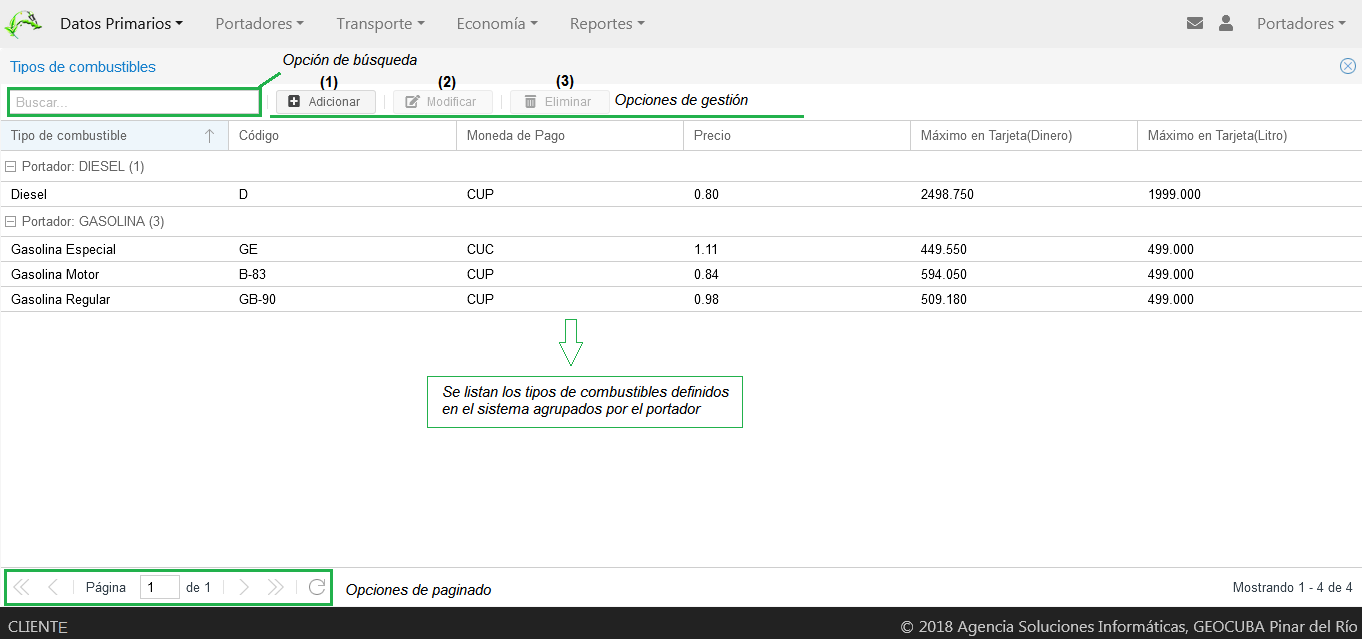 Datos Primarios Portadores Transporte Economía Reportes Portadores
Tipos de combustibles
Opción de búsqueda
(1) (2) (3)
Buscar... Adicionar Modificar Eliminar Opciones de gestión
Tipo de combustible Código Moneda de Pago Precio Máximo en Tarjeta(Dinero) Máximo en Tarjeta(Litro)
Portador: DIESEL (1)
Diesel D CUP 0.80 2498.750 1999.000
Portador: GASOLINA (3)
Gasolina Especial GE CUC 1.11 449.550 499.000
Gasolina Motor B-83 CUP 0.84 594.050 499.000
Gasolina Regular GB-90 CUP 0.98 509.180 499.000
Se listan los tipos de combustibles definidos
en el sistema agrupados por el portador
Página 1 de 1 Opciones de paginado Mostrando 1 - 4 de 4
CLIENTE © 2018 Agencia Soluciones Informáticas, GEOCUBA Pinar del Río